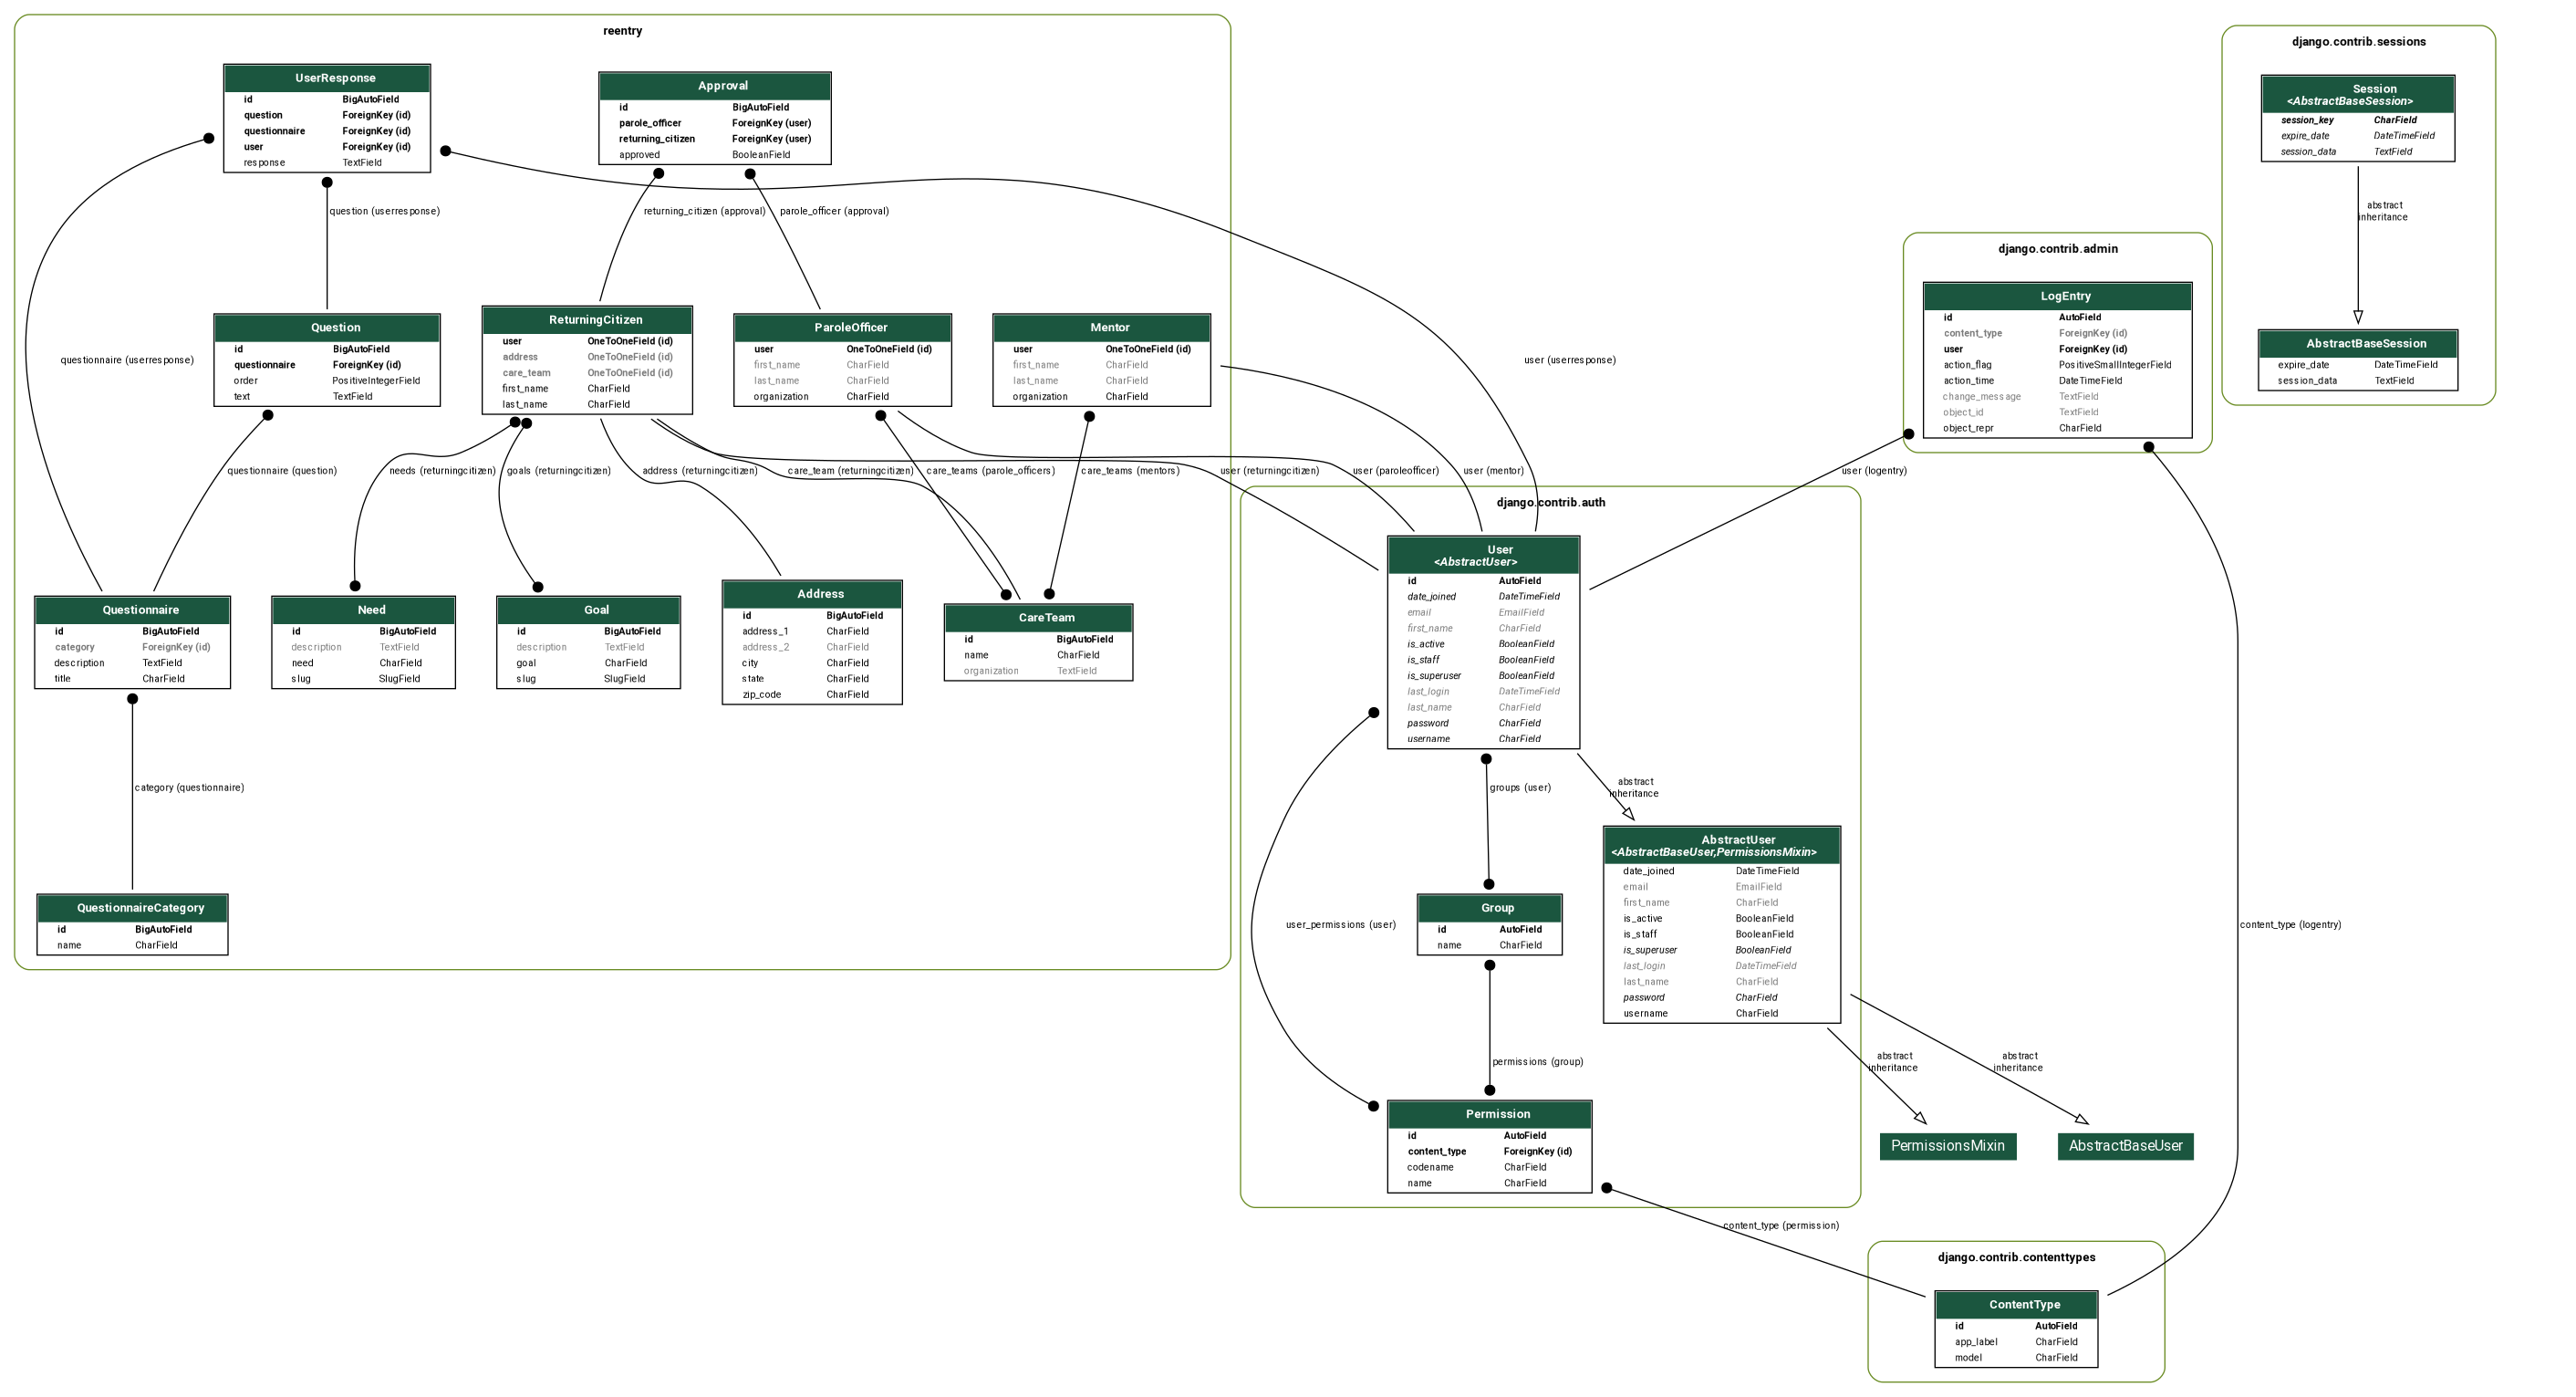 reentry
UserResponse
id BigAutoField
question ForeignKey (id)
questionnaire ForeignKey (id)
user ForeignKey (id)
response TextField
Approval
id BigAutoField
parole_officer ForeignKey (user)
returning_citizen ForeignKey (user)
approved BooleanField
question (userresponse)
returning_citizen (approval)
parole_officer (approval)
questionnaire (userresponse)
user (userresponse)
Question
id BigAutoField
questionnaire ForeignKey (id)
order PositiveIntegerField
text TextField
ReturningCitizen
user OneToOneField (id)
address OneToOneField (id)
care_team OneToOneField (id)
first_name CharField
last_name CharField
ParoleOfficer
user OneToOneField (id)
first_name CharField
last_name CharField
organization CharField
Mentor
user OneToOneField (id)
first_name CharField
last_name CharField
organization CharField
questionnaire (question)
needs (returningcitizen)
goals (returningcitizen)
address (returningcitizen)
care_team (returningcitizen)
care_teams (parole_officers)
care_teams (mentors)
user (returningcitizen)
user (paroleofficer)
user (mentor)
user (logentry)
Questionnaire
id BigAutoField
category ForeignKey (id)
description TextField
title CharField
Need
id BigAutoField
description TextField
need CharField
slug SlugField
Goal
id BigAutoField
description TextField
goal CharField
slug SlugField
Address
id BigAutoField
address_1 CharField
address_2 CharField
city CharField
state CharField
zip_code CharField
CareTeam
id BigAutoField
name CharField
organization TextField
category (questionnaire)
QuestionnaireCategory
id BigAutoField
name CharField
django.contrib.auth
User
<AbstractUser>
id AutoField
date_joined DateTimeField
email EmailField
first_name CharField
is_active BooleanField
is_staff BooleanField
is_superuser BooleanField
last_login DateTimeField
last_name CharField
password CharField
username CharField
groups (user)
abstract
inheritance
user_permissions (user)
Group
id AutoField
name CharField
AbstractUser
<AbstractBaseUser,PermissionsMixin>
date_joined DateTimeField
email EmailField
first_name CharField
is_active BooleanField
is_staff BooleanField
is_superuser BooleanField
last_login DateTimeField
last_name CharField
password CharField
username CharField
permissions (group)
abstract
inheritance
abstract
inheritance
Permission
id AutoField
content_type ForeignKey (id)
codename CharField
name CharField
PermissionsMixin
AbstractBaseUser
content_type (permission)
django.contrib.admin
LogEntry
id AutoField
content_type ForeignKey (id)
user ForeignKey (id)
action_flag PositiveSmallIntegerField
action_time DateTimeField
change_message TextField
object_id TextField
object_repr CharField
content_type (logentry)
django.contrib.sessions
Session
<AbstractBaseSession>
session_key CharField
expire_date DateTimeField
session_data TextField
abstract
inheritance
AbstractBaseSession
expire_date DateTimeField
session_data TextField
django.contrib.contenttypes
ContentType
id AutoField
app_label CharField
model CharField